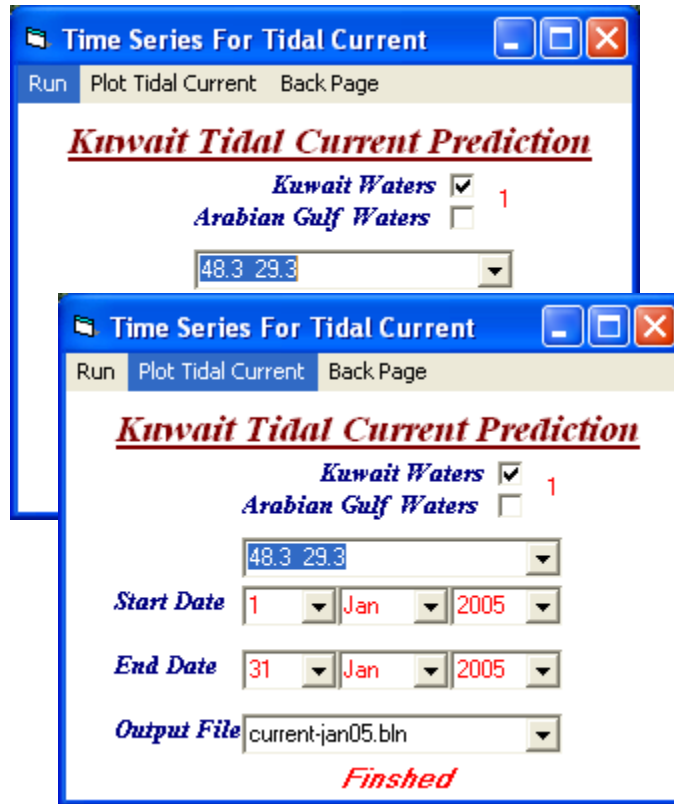 Time Series For Tidal Current
Run Plot Tidal Current Back Page
Kuwait Tidal Current Prediction
Kuwait Waters 1
Arabian Gulf Waters
48.3 29.3
Time Series For Tidal Current
Run Plot Tidal Current Back Page
Kuwait Tidal Current Prediction
Kuwait Waters 1
Arabian Gulf Waters
48.3 29.3
Start Date 1 Jan 2005
End Date 31 Jan 2005
Output File current-jan05.bln
Finshed